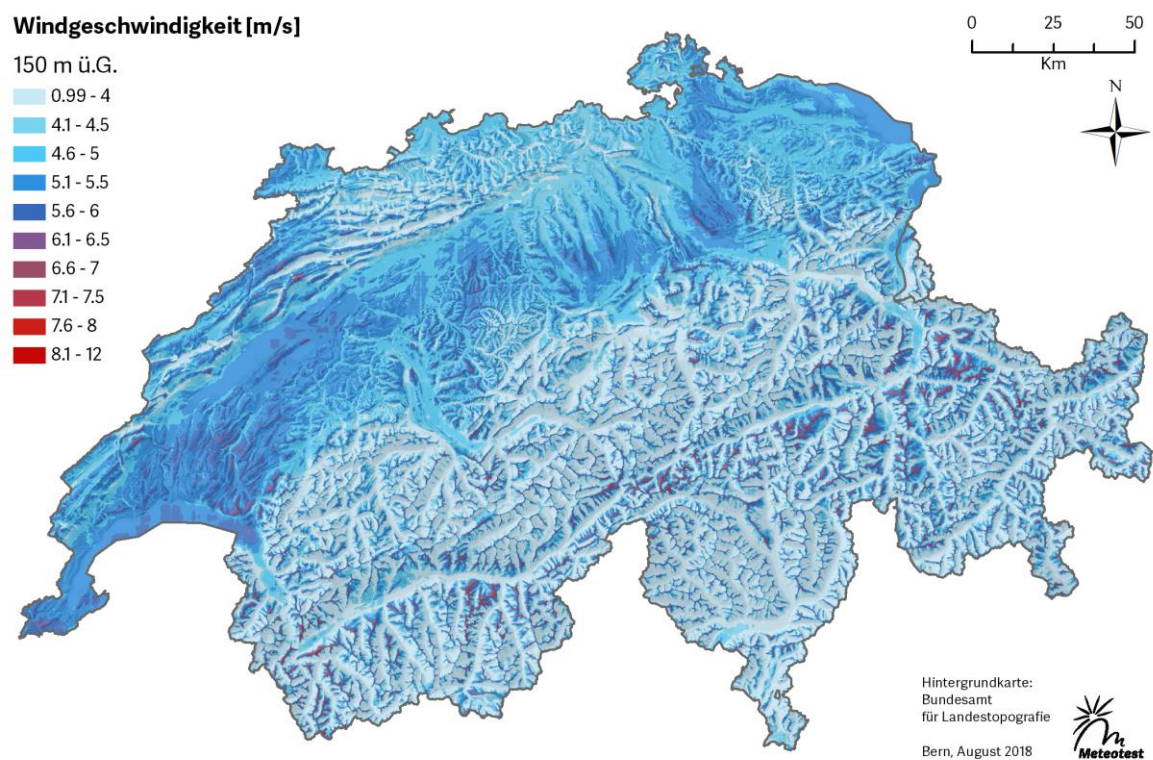 Windgeschwindigkeit [m/s]
150 m ü.G.
0.99 - 4
4.1 - 4.5
4.6 - 5
5.1 - 5.5
5.6 - 6
6.1 - 6.5
6.6 - 7
7.1 - 7.5
7.6 - 8
8.1 - 12
0 25 50
Km
N
Hintergrundkarte:
Bundesamt
für Landestopografie
Bern, August 2018
Meteotest